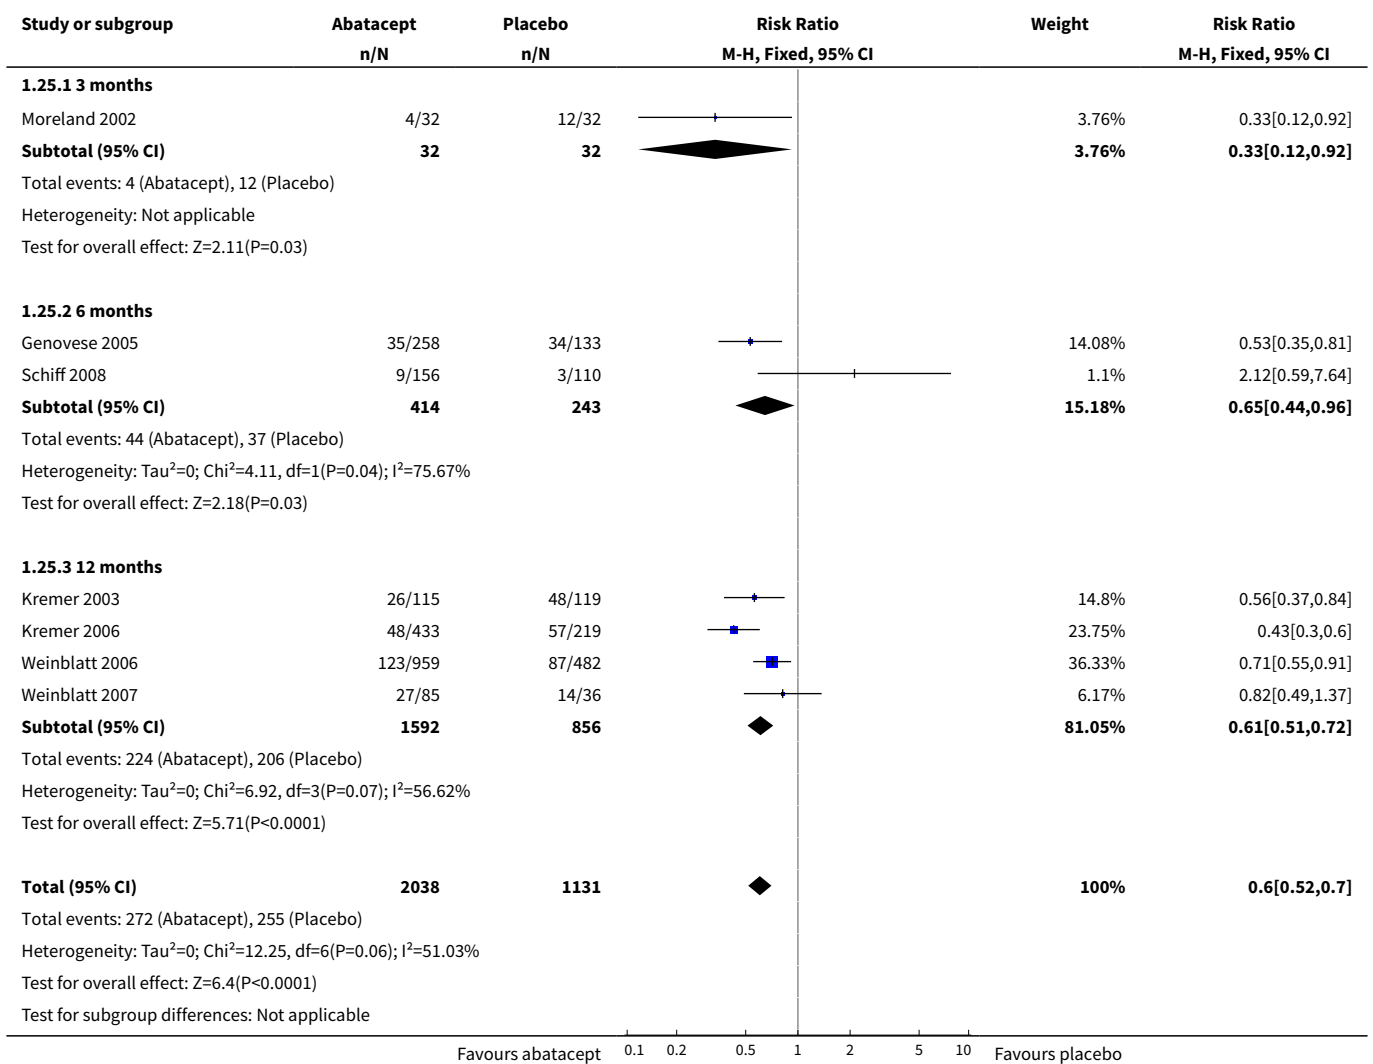 Study or subgroup Abatacept Placebo Risk Ratio Weight Risk Ratio
n/N n/N M-H, Fixed, 95% CI M-H, Fixed, 95% CI
1.25.1 3 months
Moreland 2002 4/32 12/32 3.76% 0.33[0.12,0.92]
Subtotal (95% CI) 32 32 3.76% 0.33[0.12,0.92]
Total events: 4 (Abatacept), 12 (Placebo)
Heterogeneity: Not applicable
Test for overall effect: Z=2.11(P=0.03)
1.25.2 6 months
Genovese 2005 35/258 34/133 14.08% 0.53[0.35,0.81]
Schiff 2008 9/156 3/110 1.1% 2.12[0.59,7.64]
Subtotal (95% CI) 414 243 15.18% 0.65[0.44,0.96]
Total events: 44 (Abatacept), 37 (Placebo)
Heterogeneity: Tau²=0; Chi²=4.11, df=1(P=0.04); I²=75.67%
Test for overall effect: Z=2.18(P=0.03)
1.25.3 12 months
Kremer 2003 26/115 48/119 14.8% 0.56[0.37,0.84]
Kremer 2006 48/433 57/219 23.75% 0.43[0.3,0.6]
Weinblatt 2006 123/959 87/482 36.33% 0.71[0.55,0.91]
Weinblatt 2007 27/85 14/36 6.17% 0.82[0.49,1.37]
Subtotal (95% CI) 1592 856 81.05% 0.61[0.51,0.72]
Total events: 224 (Abatacept), 206 (Placebo)
Heterogeneity: Tau²=0; Chi²=6.92, df=3(P=0.07); I²=56.62%
Test for overall effect: Z=5.71(P<0.0001)
Total (95% CI) 2038 1131 100% 0.6[0.52,0.7]
Total events: 272 (Abatacept), 255 (Placebo)
Heterogeneity: Tau²=0; Chi²=12.25, df=6(P=0.06); I²=51.03%
Test for overall effect: Z=6.4(P<0.0001)
Test for subgroup differences: Not applicable
Favours abatacept 0.1 0.2 0.5 1 2 5 10 Favours placebo